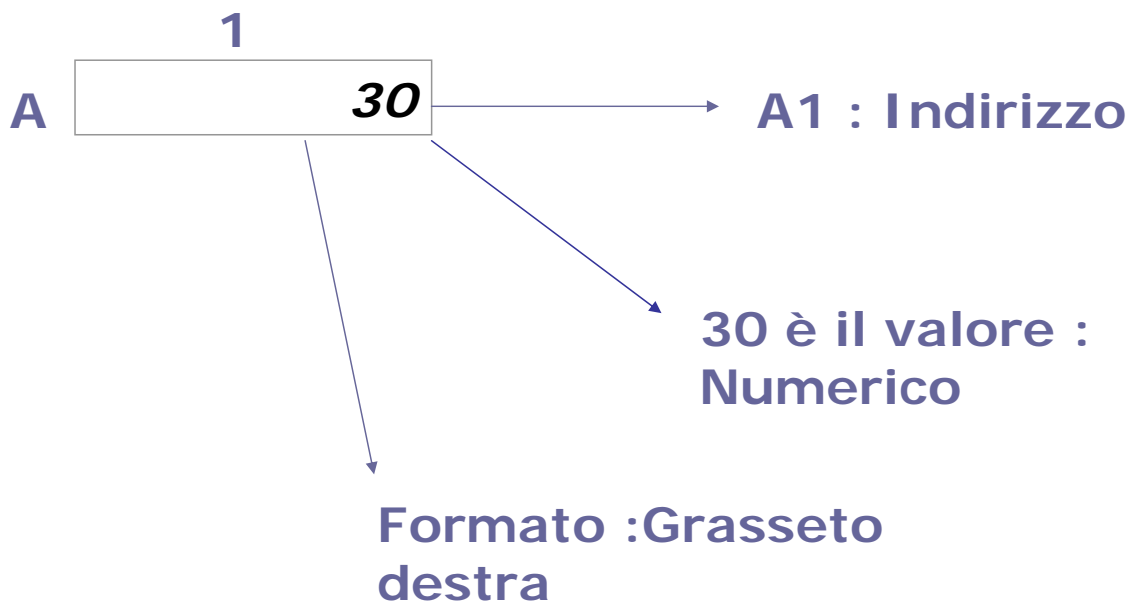 1
A
30
A1 : Indirizzo
30 è il valore :
Numerico
Formato :Grasseto
destra